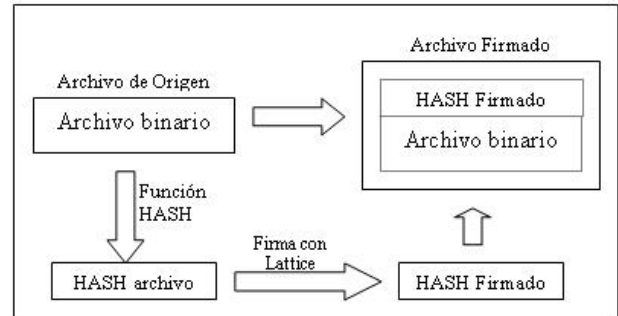 Archivo Firmado
Archivo de Origen
HASH Firmado
Archivo binario
Archivo binario
Función
HASH
Firma con
Lattice
HASH archivo
HASH Firmado